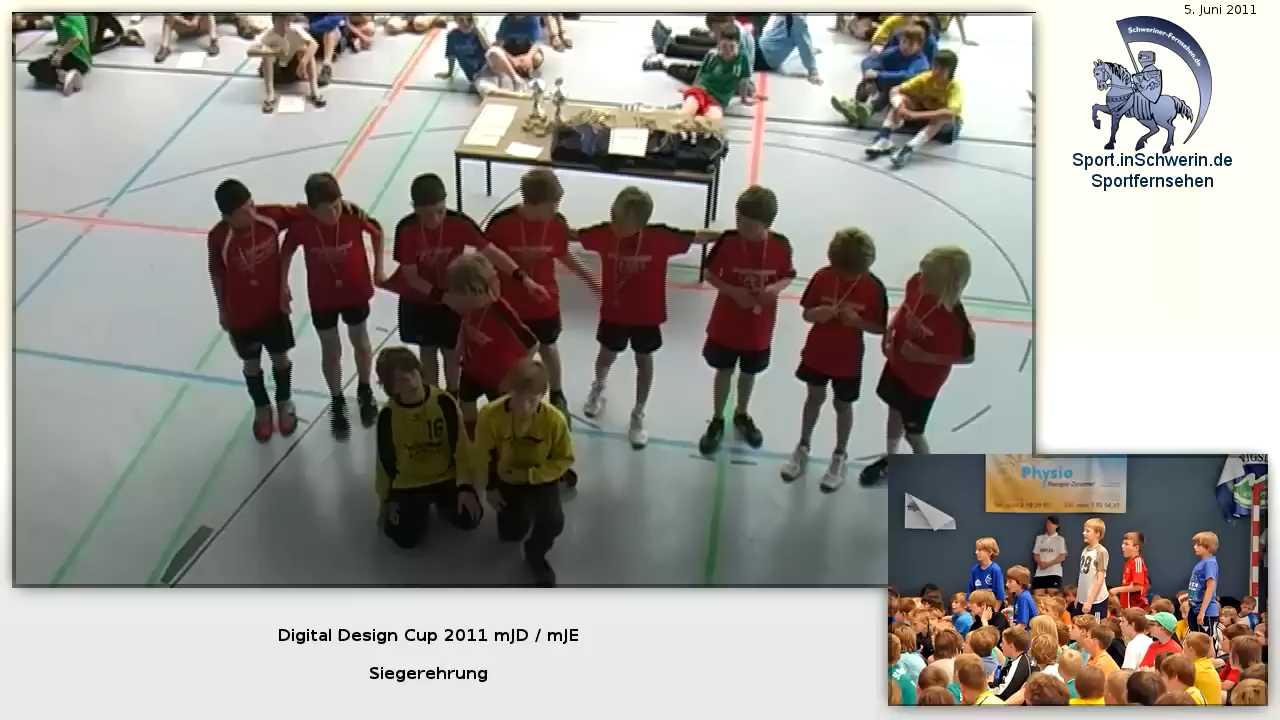 5. Juni 2011
Schweriner-Fernsehen.de
Sport.inSchwerin.de
Sportfernsehen
16
Physio
29
Digital Design Cup 2011 mJD / mJE
Siegerehrung